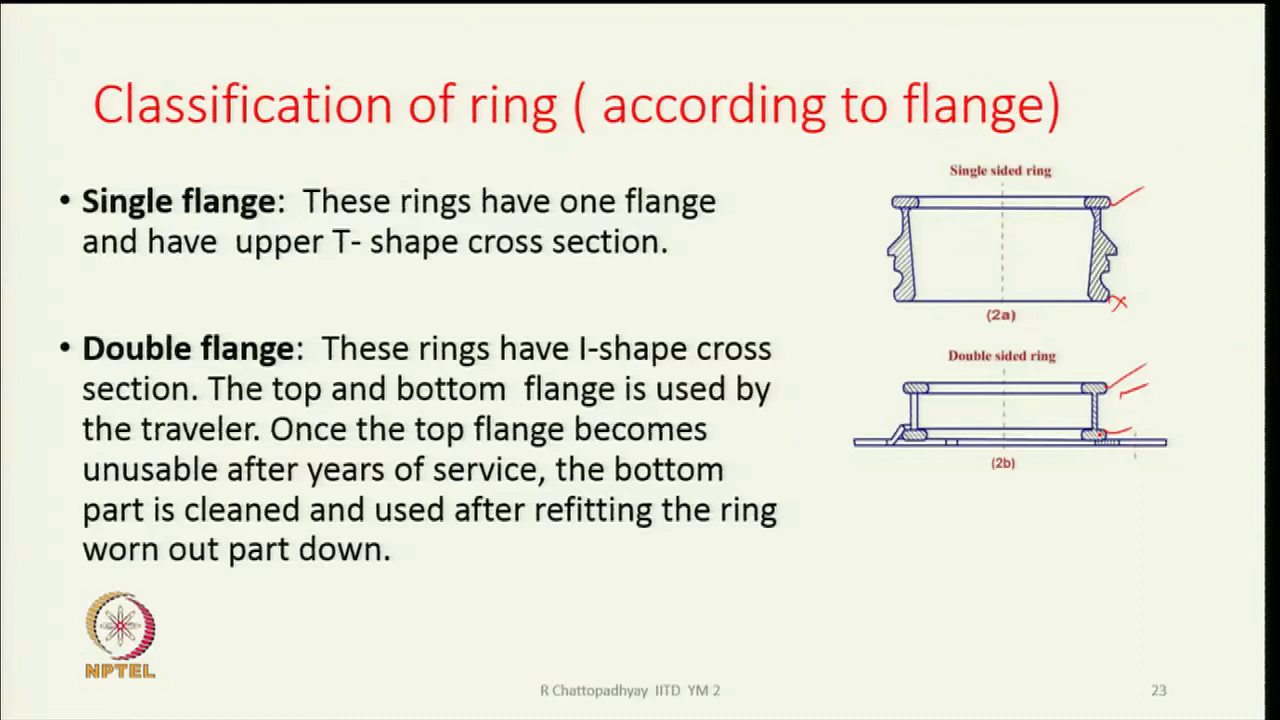 Classification of ring ( according to flange)
• Single flange: These rings have one flange
and have upper T- shape cross section.
• Double flange: These rings have I-shape cross
section. The top and bottom flange is used by
the traveler. Once the top flange becomes
unusable after years of service, the bottom
part is cleaned and used after refitting the ring
worn out part down.
Single sided ring
(2a)
Double sided ring
(2b)
NPTEL
R Chattopadhyay IITD YM 2
23